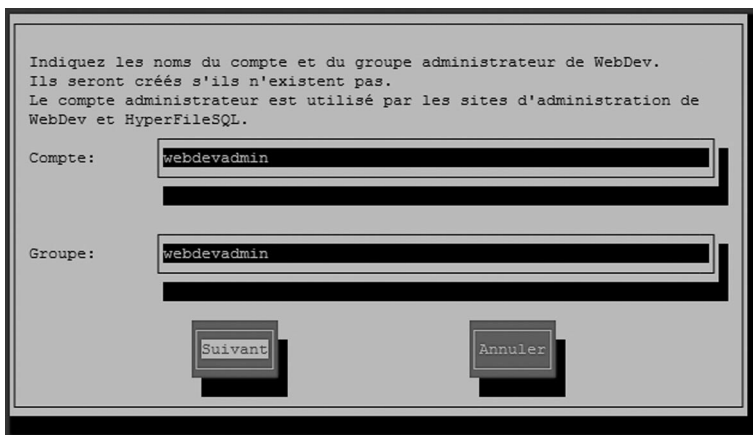 Indiquez les noms du compte et du groupe administrateur de WebDev.
Ils seront créés s'ils n'existent pas.
Le compte administrateur est utilisé par les sites d'administration de
WebDev et HyperFileSQL.
Compte: webdevadmin
Groupe: webdevadmin
Suivant Annuler